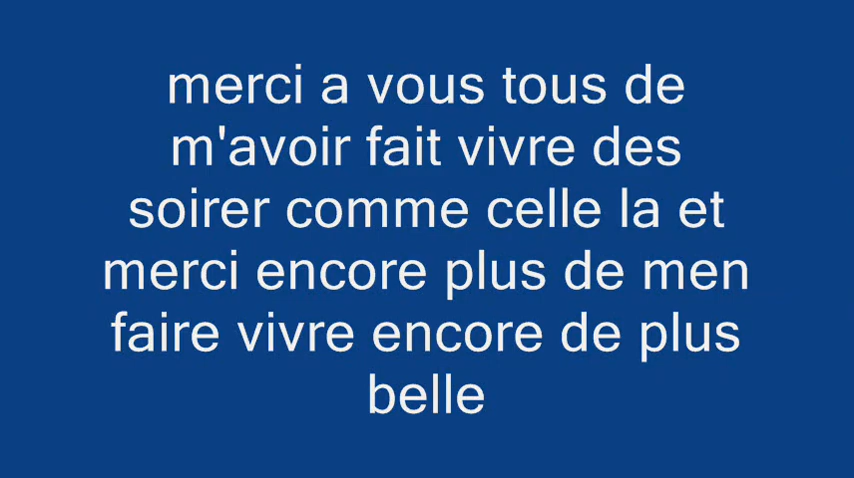 merci a vous tous de
m'avoir fait vivre des
soirer comme celle la et
merci encore plus de men
faire vivre encore de plus
belle